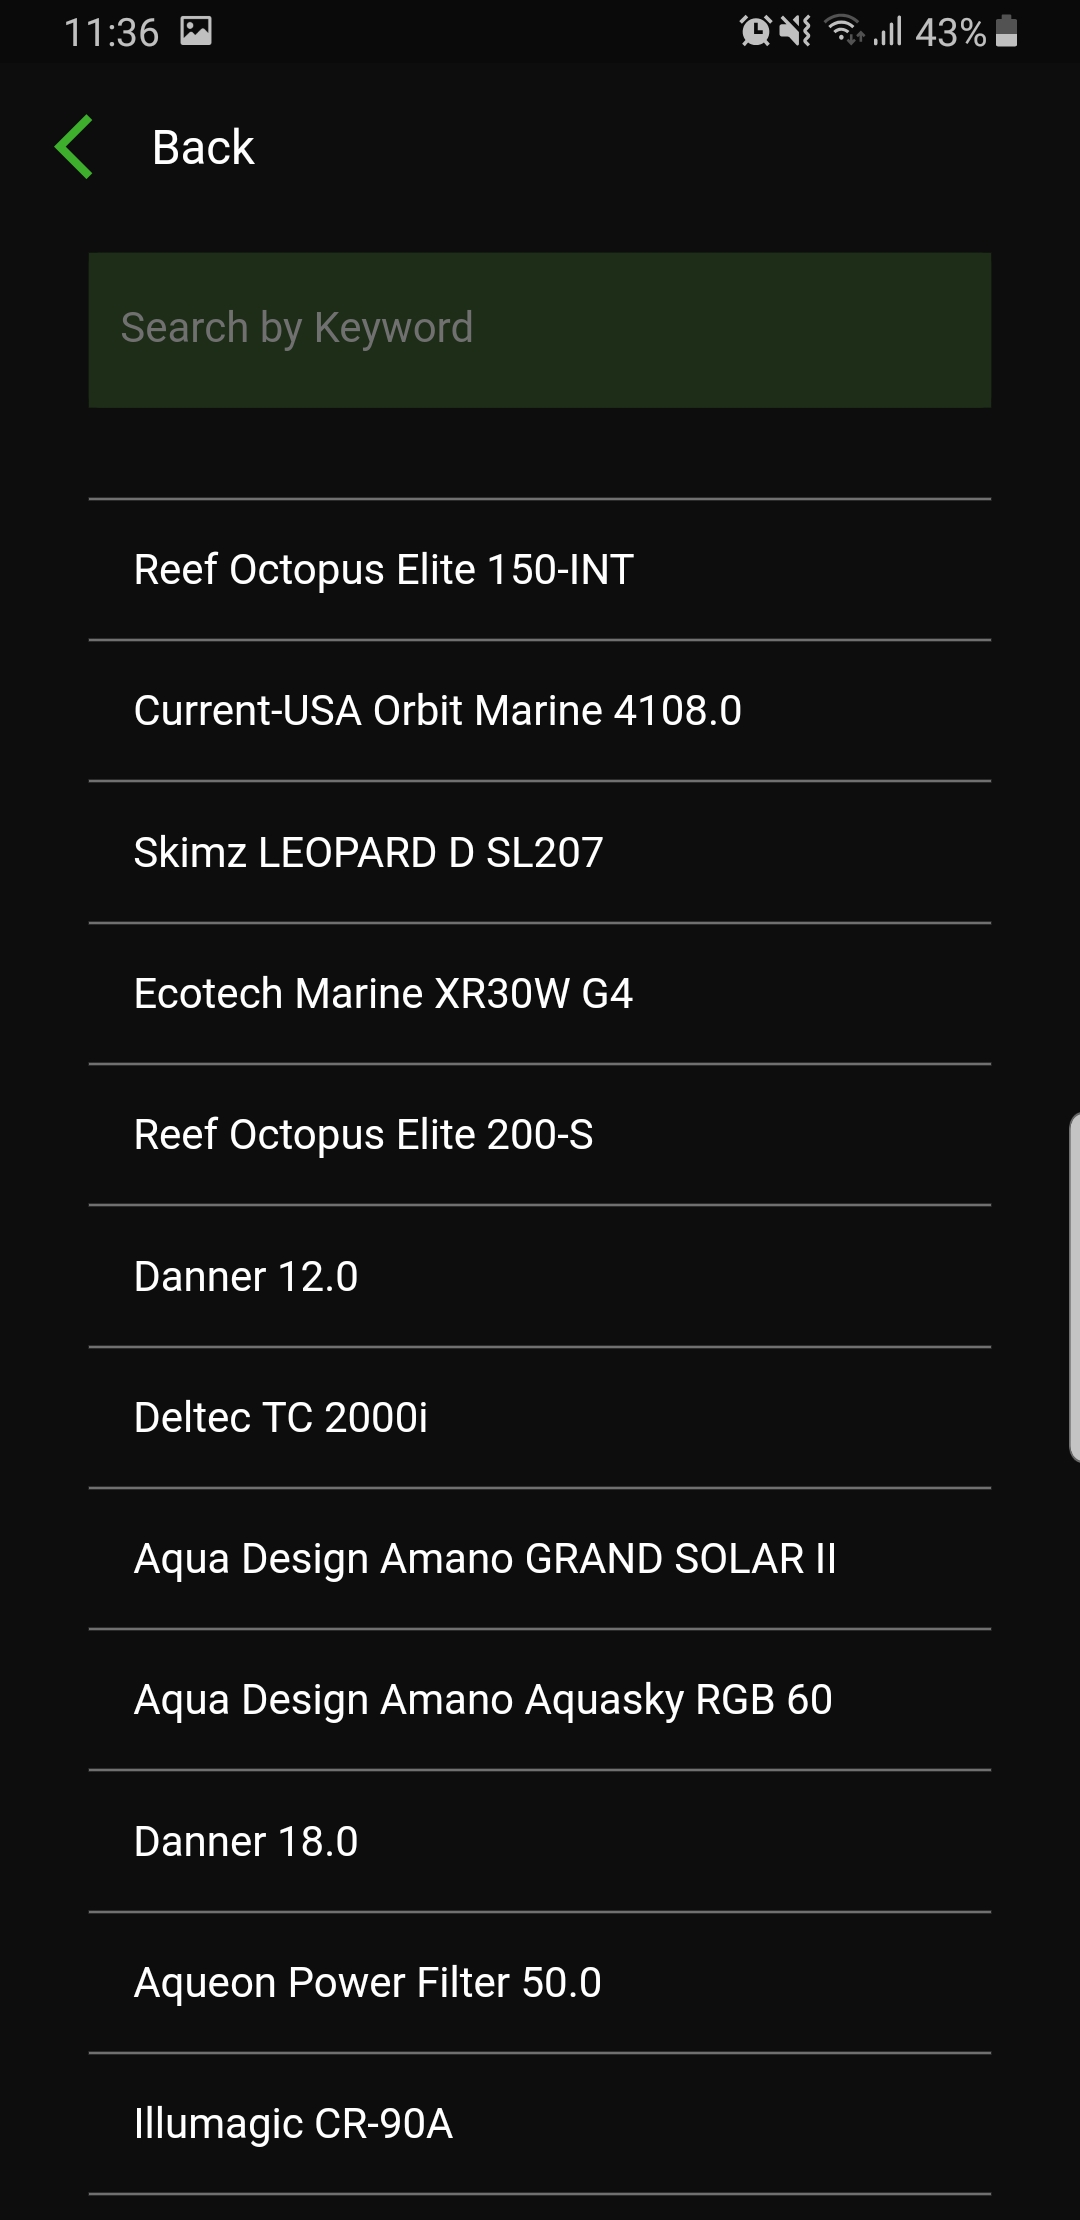 11:36 43%
Back
Search by Keyword
Reef Octopus Elite 150-INT
Current-USA Orbit Marine 4108.0
Skimz LEOPARD D SL207
Ecotech Marine XR30W G4
Reef Octopus Elite 200-S
Danner 12.0
Deltec TC 2000i
Aqua Design Amano GRAND SOLAR II
Aqua Design Amano Aquasky RGB 60
Danner 18.0
Aqueon Power Filter 50.0
Illumagic CR-90A